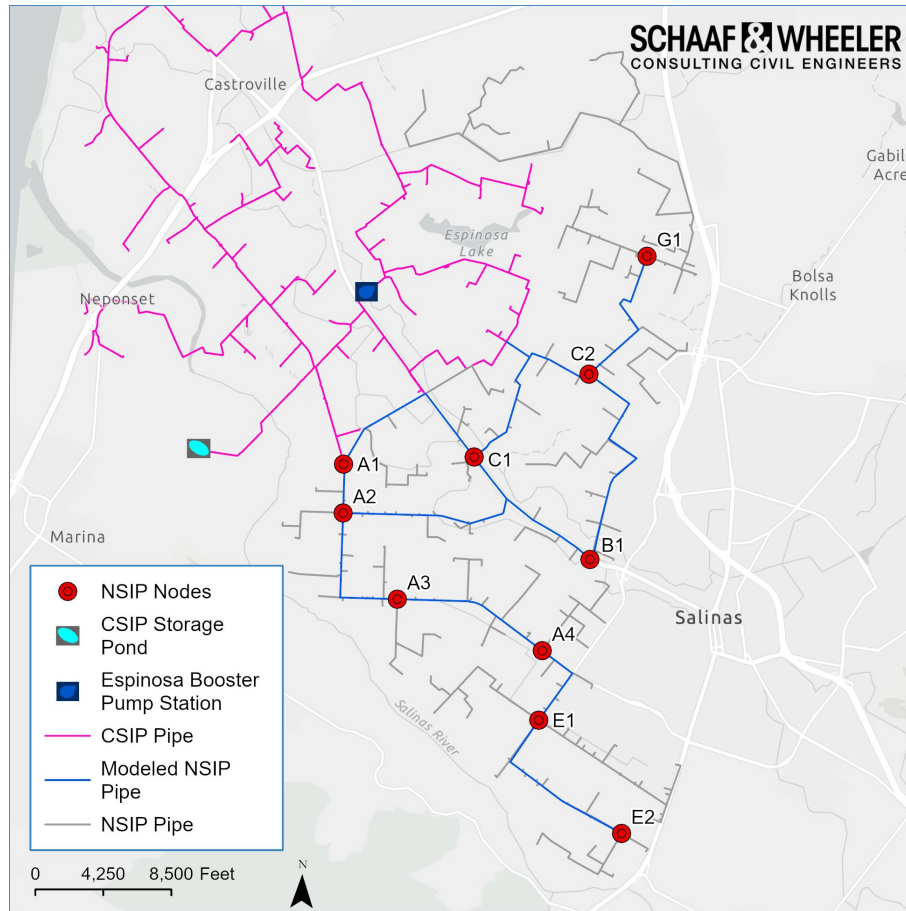 SCHAAF & WHEELER
CONSULTING CIVIL ENGINEERS
Castroville
Gabil
Acre
Espinosa
Lake
G1
Bolsa
Knolls
Neponset
C2
C1
A1
A2
Marina
B1
A3
Salinas
A4
Salinas River
E1
E2
NSIP Nodes
CSIP Storage
Pond
Espinosa Booster
Pump Station
CSIP Pipe
Modeled NSIP
Pipe
NSIP Pipe
0 4,250 8,500 Feet
N